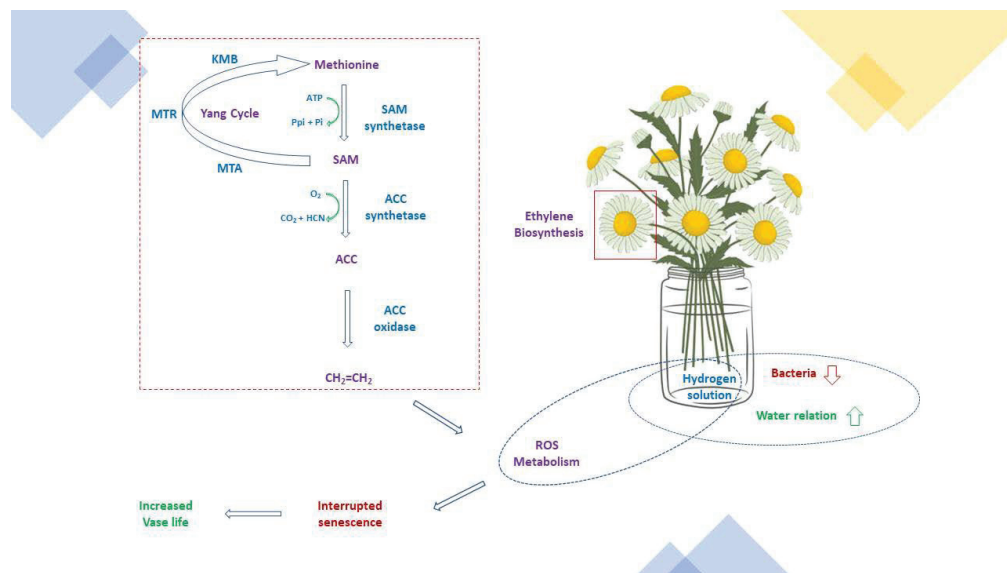 KMB
Methionine
MTR
Yang Cycle
ATP
Ppi + Pi
SAM
synthetase
MTA
SAM
O₂
CO₂ + HCN
ACC
synthetase
ACC
ACC
oxidase
CH₂=CH₂
Ethylene
Biosynthesis
Hydrogen
solution
Bacteria
Water relation
ROS
Metabolism
Interrupted
senescence
Increased
Vase life